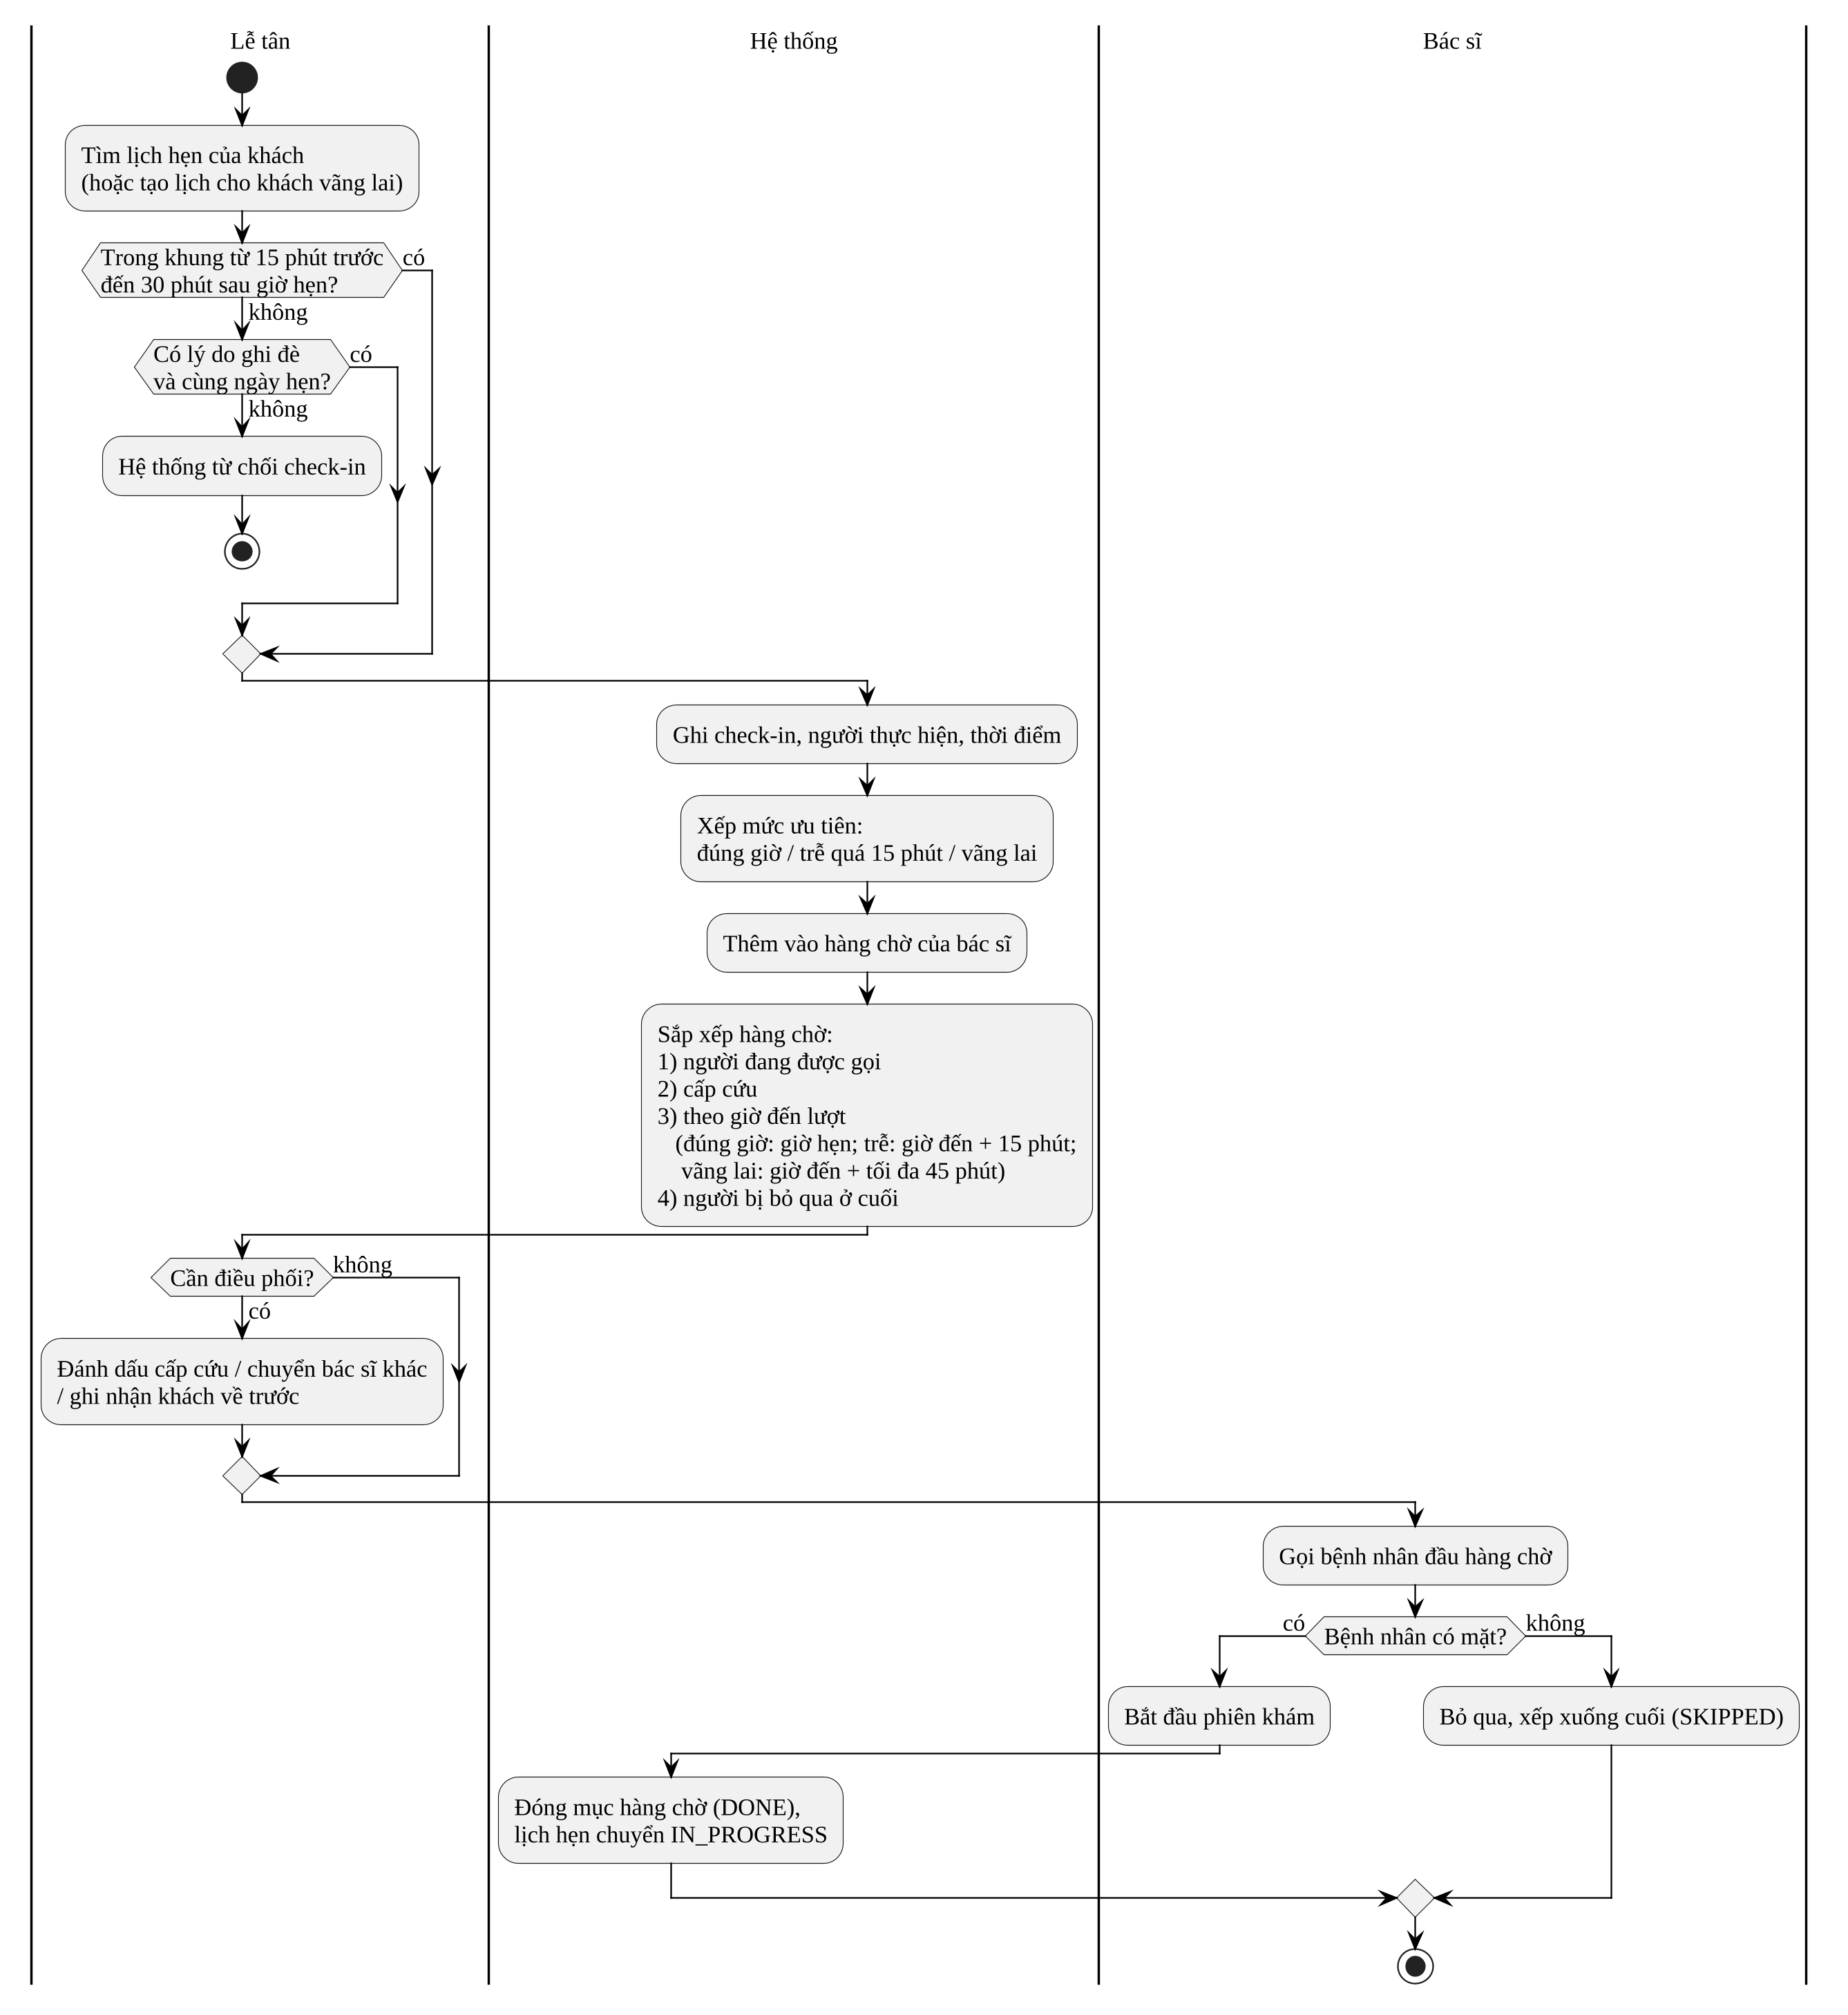 Lễ tân
Hệ thống
Bác sĩ
Tìm lịch hẹn của khách
(hoặc tạo lịch cho khách vãng lai)
Trong khung từ 15 phút trước
đến 30 phút sau giờ hẹn?
có
không
Có lý do ghi đè
và cùng ngày hẹn?
có
không
Hệ thống từ chối check-in
Ghi check-in, người thực hiện, thời điểm
Xếp mức ưu tiên:
đúng giờ / trễ quá 15 phút / vãng lai
Thêm vào hàng chờ của bác sĩ
Sắp xếp hàng chờ:
1) người đang được gọi
2) cấp cứu
3) theo giờ đến lượt
(đúng giờ: giờ hẹn; trễ: giờ đến + 15 phút;
vãng lai: giờ đến + tối đa 45 phút)
4) người bị bỏ qua ở cuối
Cần điều phối?
không
có
Đánh dấu cấp cứu / chuyển bác sĩ khác
/ ghi nhận khách về trước
Gọi bệnh nhân đầu hàng chờ
có
Bệnh nhân có mặt?
không
Bắt đầu phiên khám
Bỏ qua, xếp xuống cuối (SKIPPED)
Đóng mục hàng chờ (DONE),
lịch hẹn chuyển IN_PROGRESS